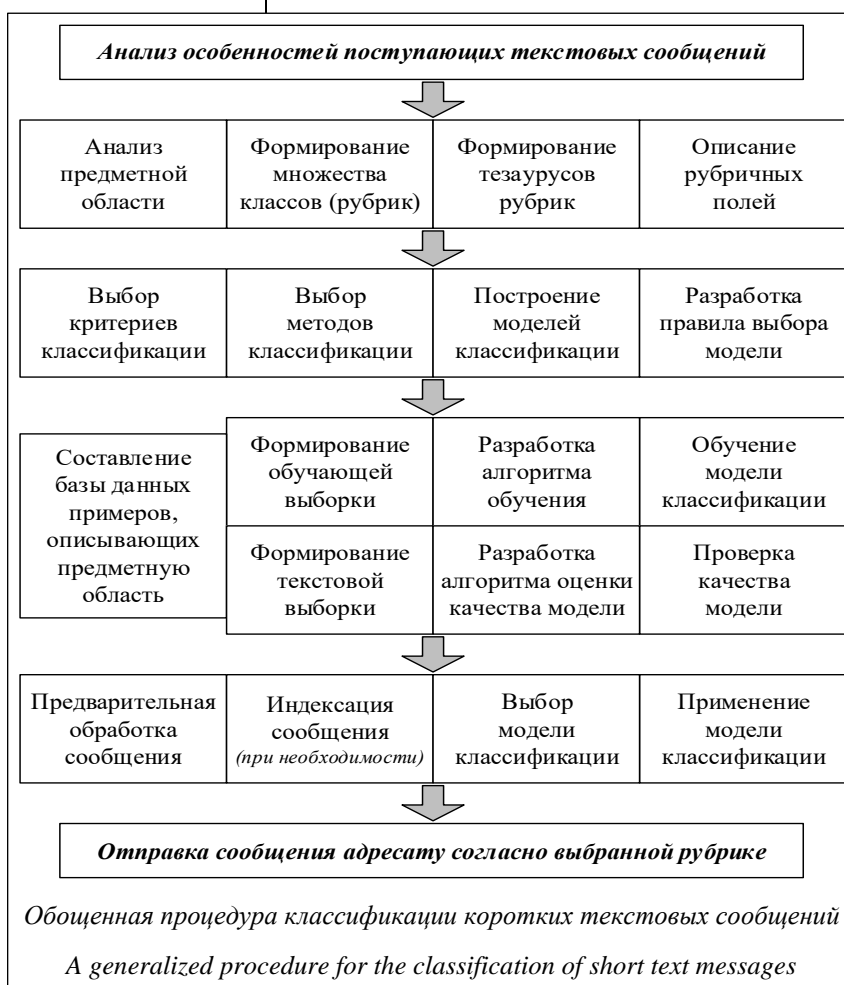 Анализ особенностей поступающих текстовых сообщений
Анализ
предметной
области
Формирование
множества
классов (рубрик)
Формирование
тезаурусов
рубрик
Описание
рубричных
полей
Выбор
критериев
классификации
Выбор
методов
классификации
Построение
моделей
классификации
Разработка
правила выбора
модели
Составление
базы данных
примеров,
описывающих
предметную
область
Формирование
обучающей
выборки
Разработка
алгоритма
обучения
Обучение
модели
классификации
Формирование
текстовой
выборки
Разработка
алгоритма оценки
качества модели
Проверка
качества
модели
Предварительная
обработка
сообщения
Индексация
сообщения
(при необходимости)
Выбор
модели
классификации
Применение
модели
классификации
Отправка сообщения адресату согласно выбранной рубрике
Обощенная процедура классификации коротких текстовых сообщений
A generalized procedure for the classification of short text messages